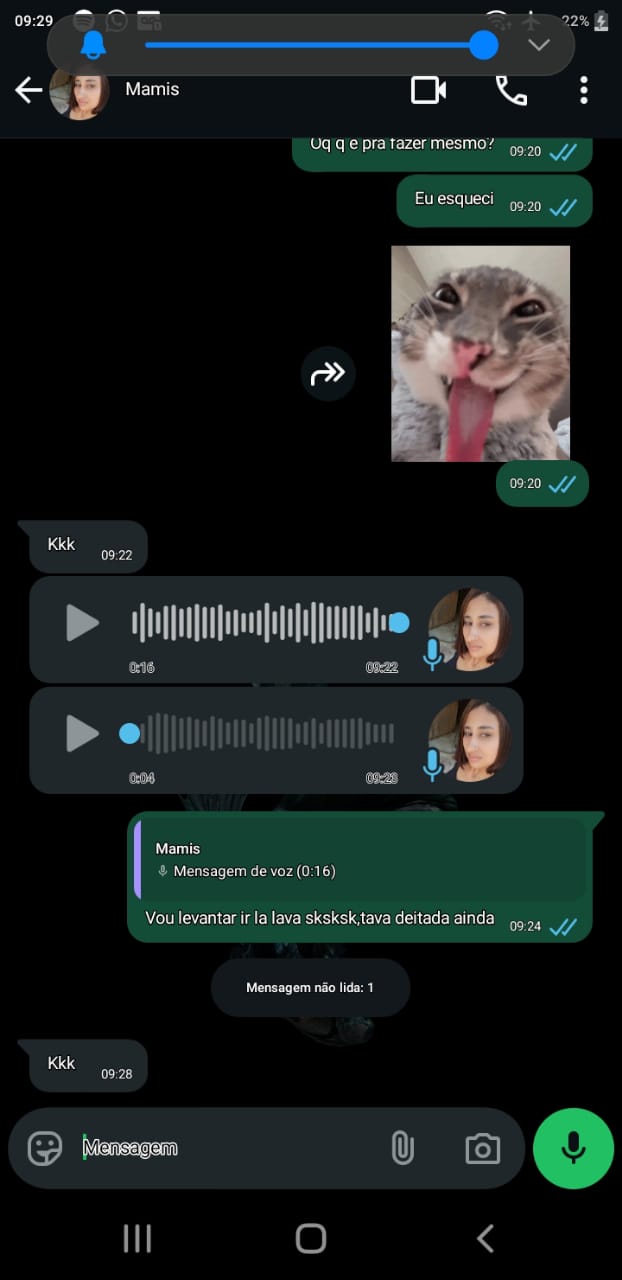 09:29
22%
Mamis
Oq q é pra fazer mesmo?
09:20
Eu esqueci
09:20
09:20
Kkk
09:22
0:16
09:22
0:04
09:23
Mamis
Mensagem de voz (0:16)
Vou levantar ir la lava sksksk,tava deitada ainda
09:24
Mensagem não lida: 1
Kkk
09:28
Mensagem